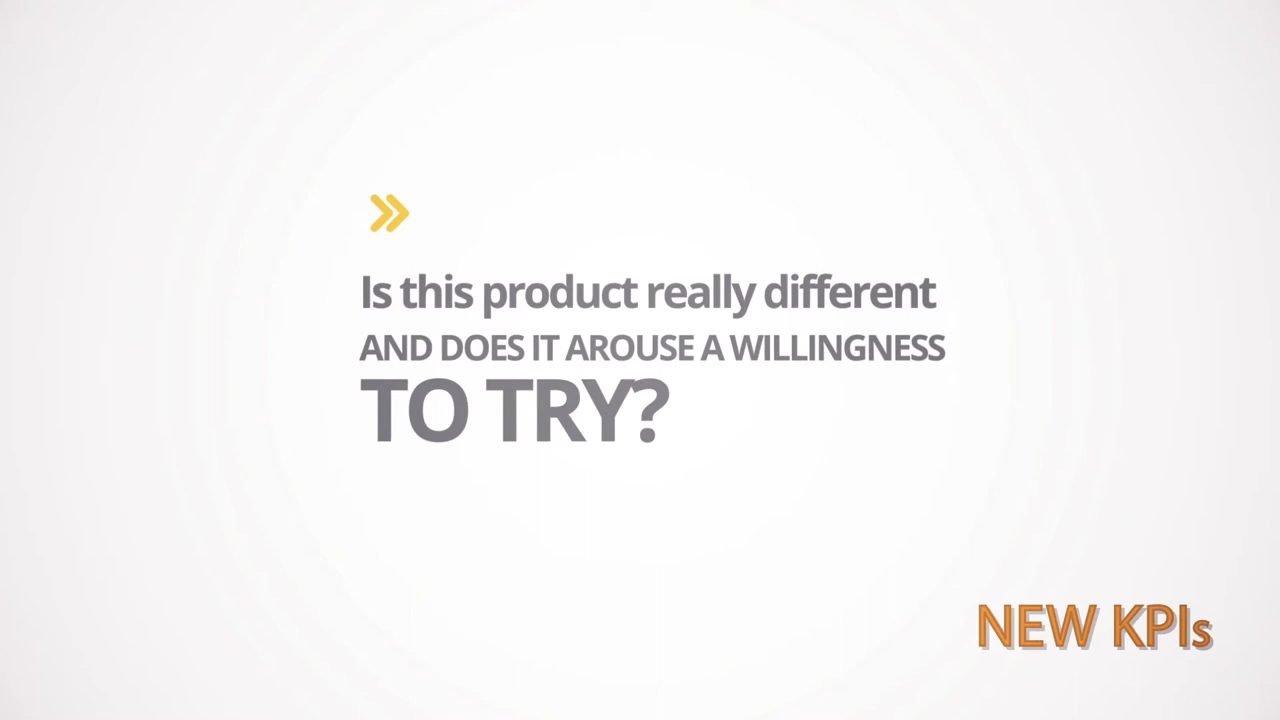 Is this product really different
AND DOES IT AROUSE A WILLINGNESS
TO TRY?
NEW KPIs